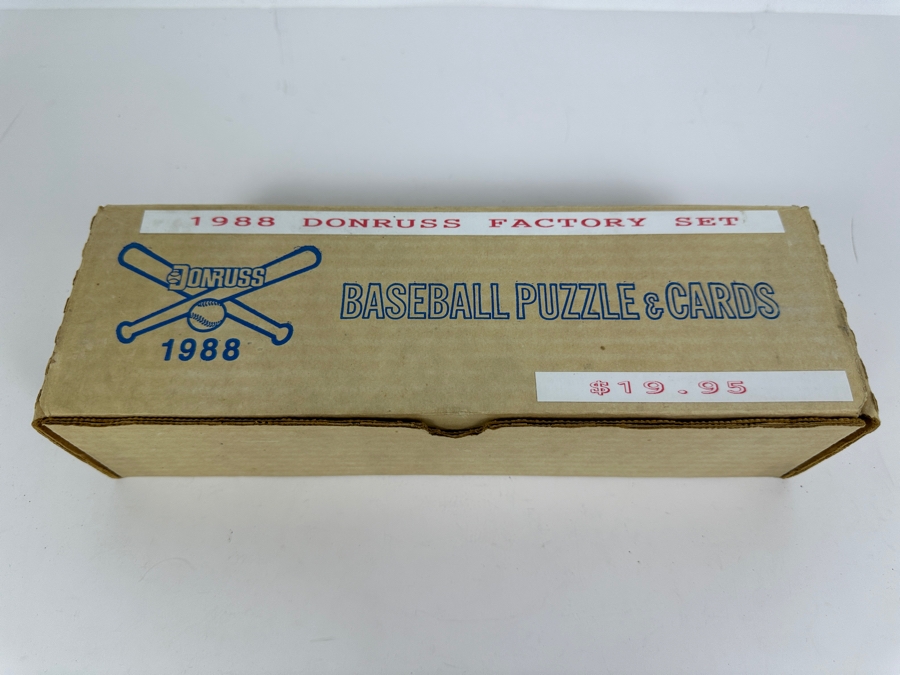 1988 DONRUSS FACTORY SET
DONRUSS
1988
BASEBALL PUZZLE & CARDS
$19.95